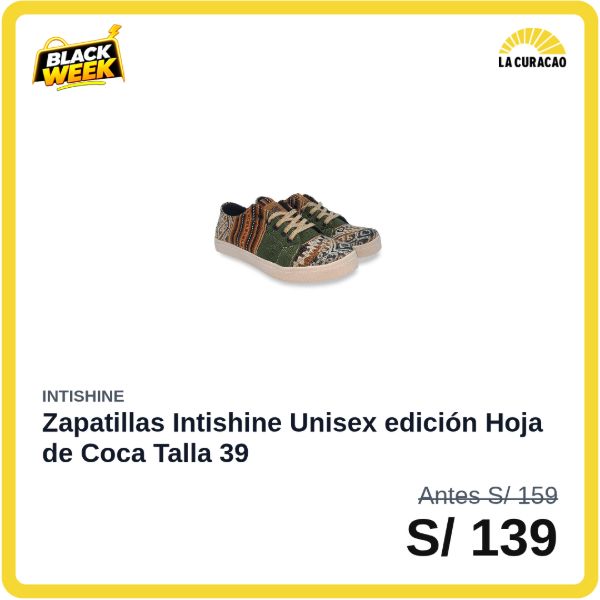 BLACK
WEEK
LA CURACAO
INTISHINE
Zapatillas Intishine Unisex edición Hoja
de Coca Talla 39
Antes S/ 159
S/ 139